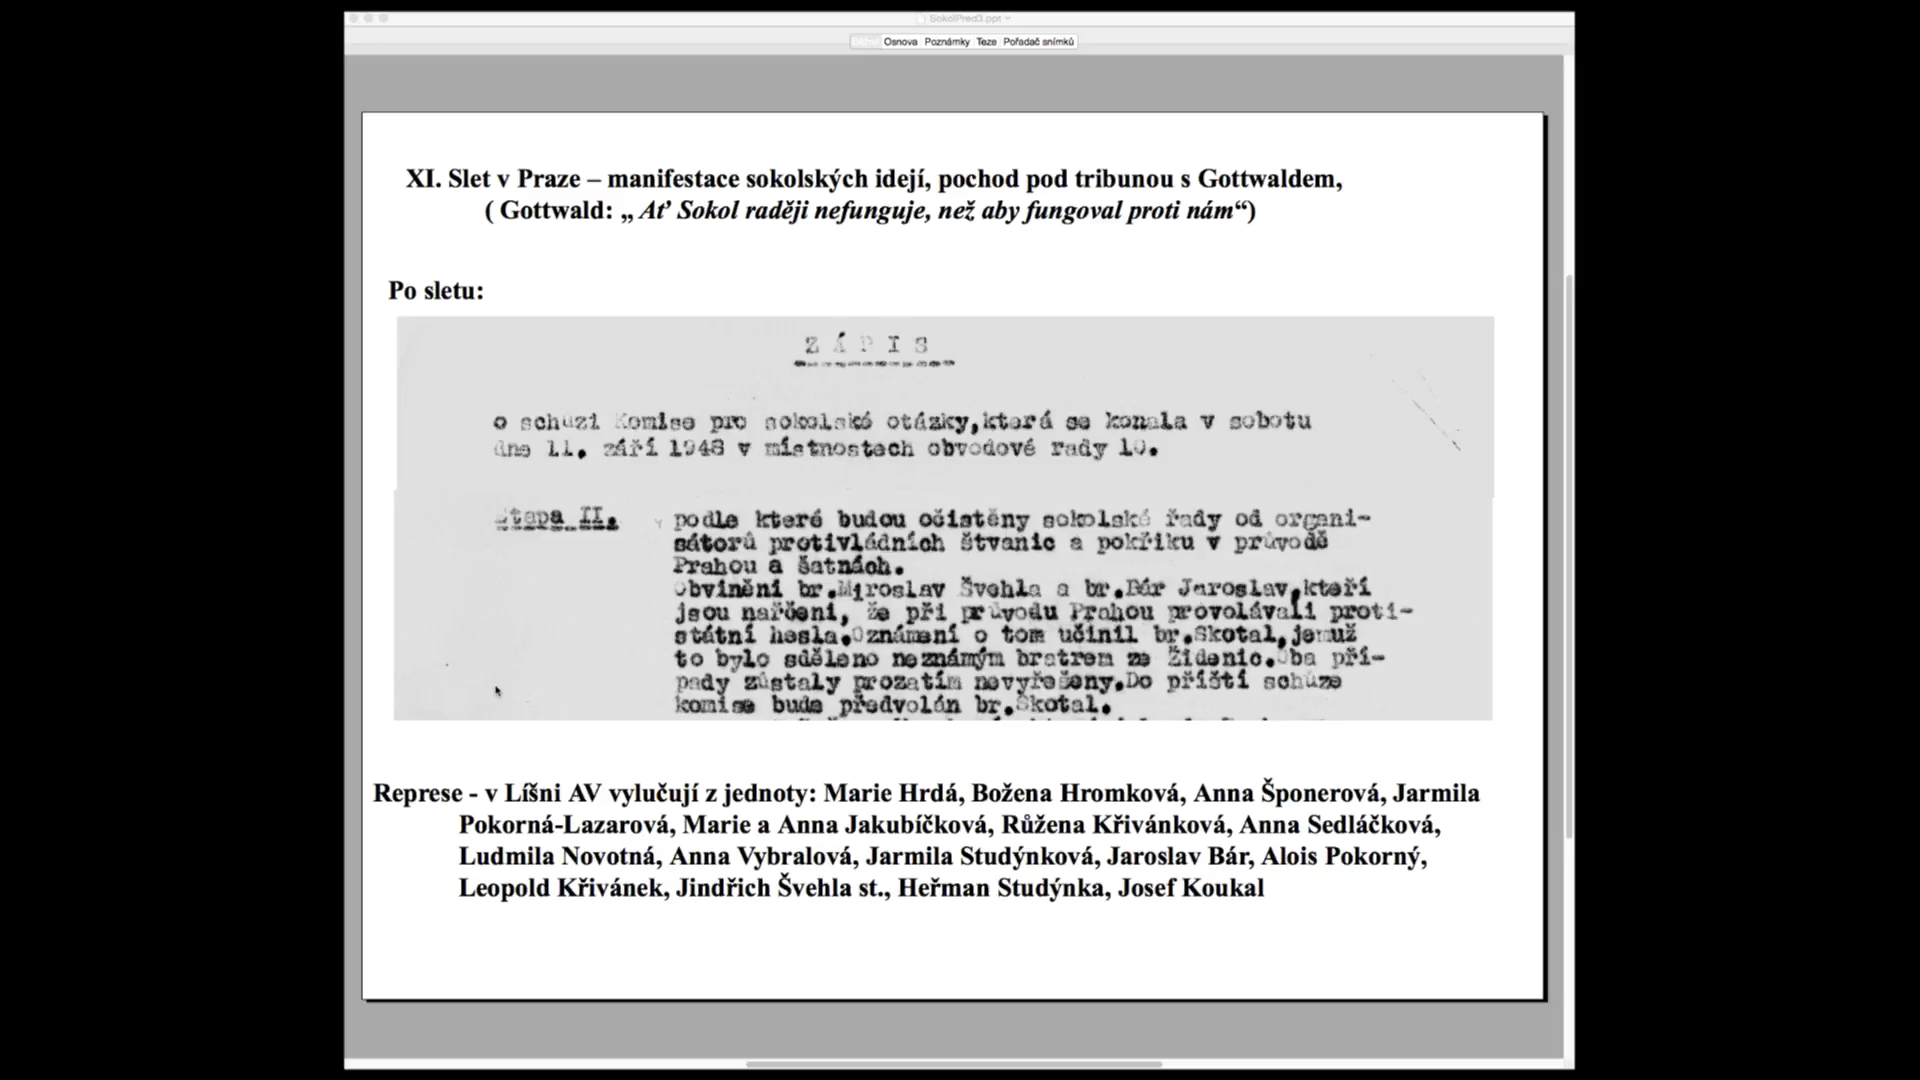 SokolPred3.ppt
Osnova Poznámky Teze Pořadač snímků
XI. Slet v Praze – manifestace sokolských idejí, pochod pod tribunou s Gottwaldem,
( Gottwald: „ Ať Sokol raději nefunguje, než aby fungoval proti nám“)
Po sletu:
Z Á P I S
o schuzi Komise pro sokolské otázky,která se konala v sobotu
dne 11. září 1948 v místnostech obvodové rady 10.
Etapa II.
podle které budou očistěny sokolské řady od organi-
sátorů protivládních štvanic a pokřiku v průvodě
Prahou a šatnách.
Obvinění br.Miroslav Švehla a br.Bár Jaroslav,kteří
jsou nařčeni, že při průvodu Prahou provolávali proti-
státní hesla.Oznámení o tom učinil br.Skotal,jemuž
to bylo sděleno neznámým bratrem ze Židenic.Oba pří-
pady zůstaly prozatím nevyřešeny.Do příští schůze
komise bude předvolán br.Skotal.
Represe - v Líšni AV vylučují z jednoty: Marie Hrdá, Božena Hromková, Anna Šponerová, Jarmila
Pokorná-Lazarová, Marie a Anna Jakubíčková, Růžena Křivánková, Anna Sedláčková,
Ludmila Novotná, Anna Vybralová, Jarmila Studýnková, Jaroslav Bár, Alois Pokorný,
Leopold Křivánek, Jindřich Švehla st., Heřman Studýnka, Josef Koukal